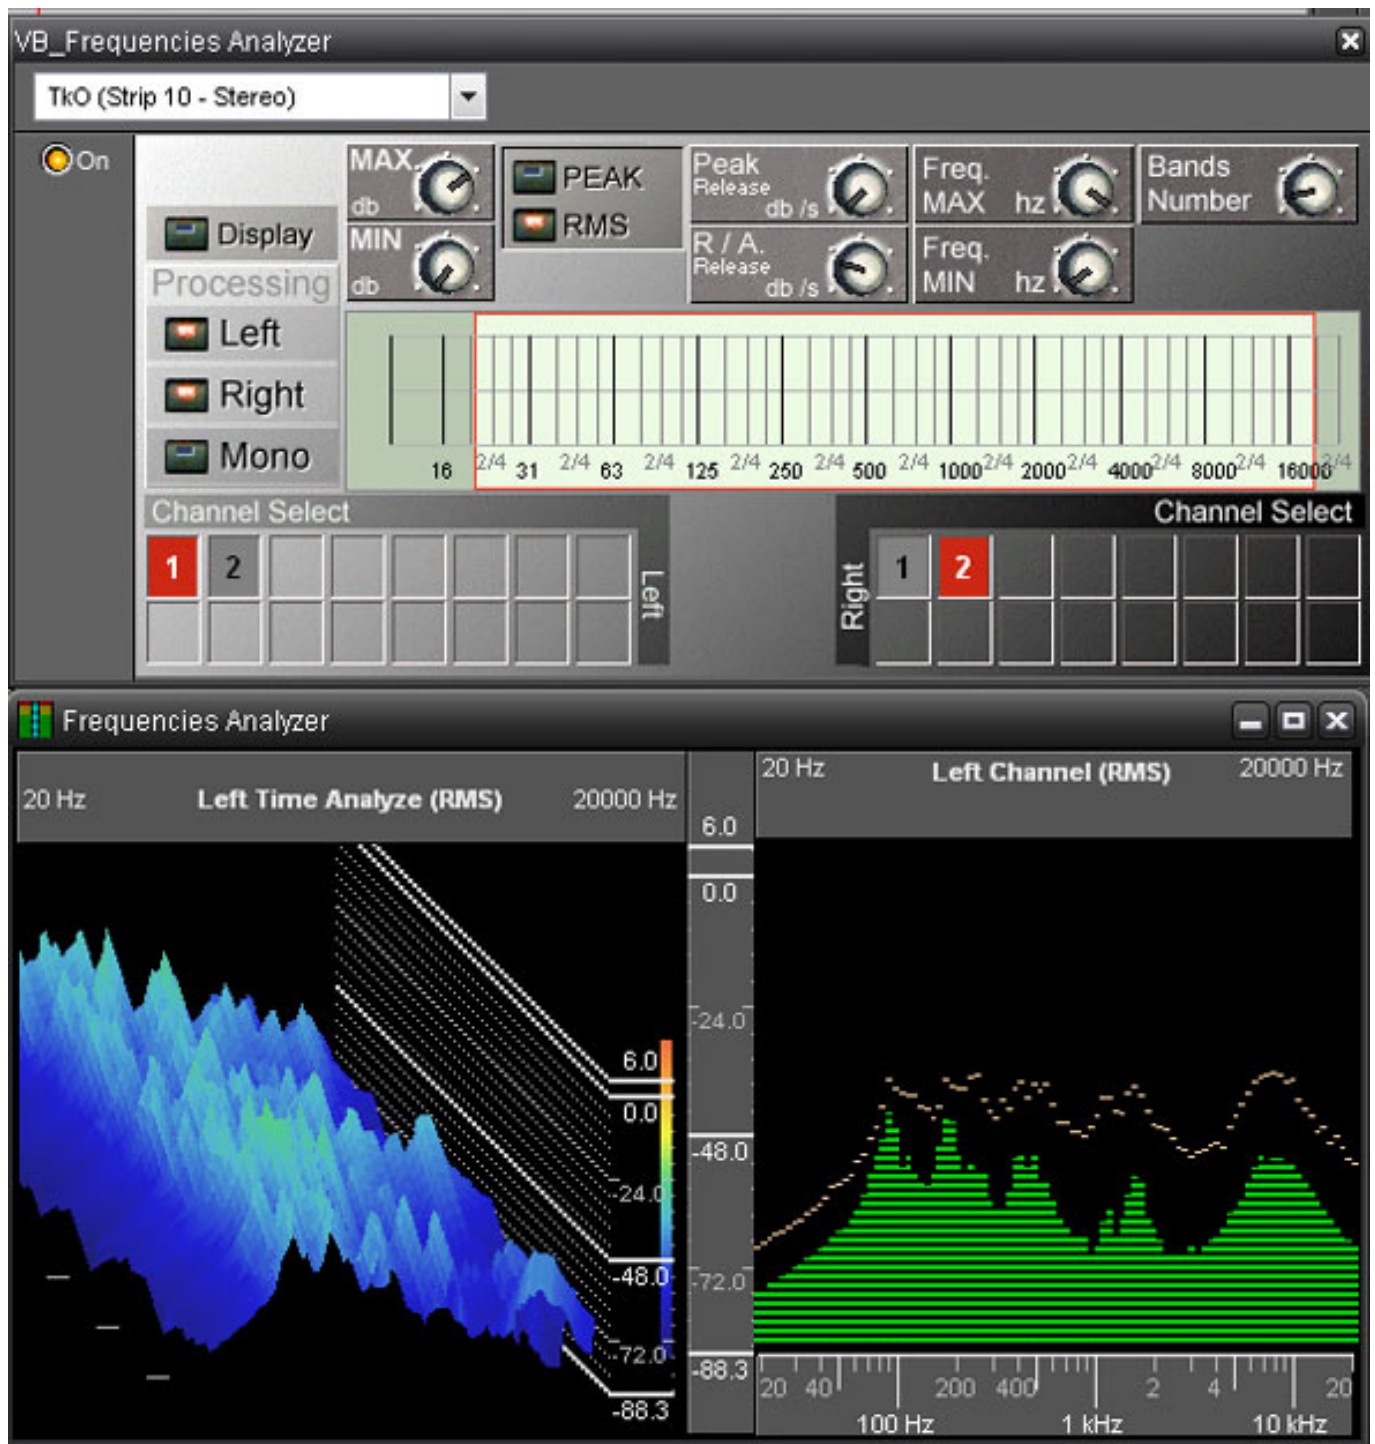 VB_Frequencies Analyzer
TkO (Strip 10 - Stereo)
On
Display
Processing
Left
Right
Mono
MAX
db
MIN
db
PEAK
RMS
Peak
Release
db /s
R / A.
Release
db /s
Freq.
MAX hz
Freq.
MIN hz
Bands
Number
16 2/4 31 2/4 63 2/4 125 2/4 250 2/4 500 2/4 1000 2/4 2000 2/4 4000 2/4 8000 2/4 16000 2/4
Channel Select
1 2
Left
Channel Select
Right
1 2
Frequencies Analyzer
20 Hz Left Time Analyze (RMS) 20000 Hz
6.0
0.0
-24.0
-48.0
-72.0
-88.3
6.0
0.0
-24.0
-48.0
-72.0
-88.3
20 Hz Left Channel (RMS) 20000 Hz
20 40 200 400 2 4 20
100 Hz 1 kHz 10 kHz